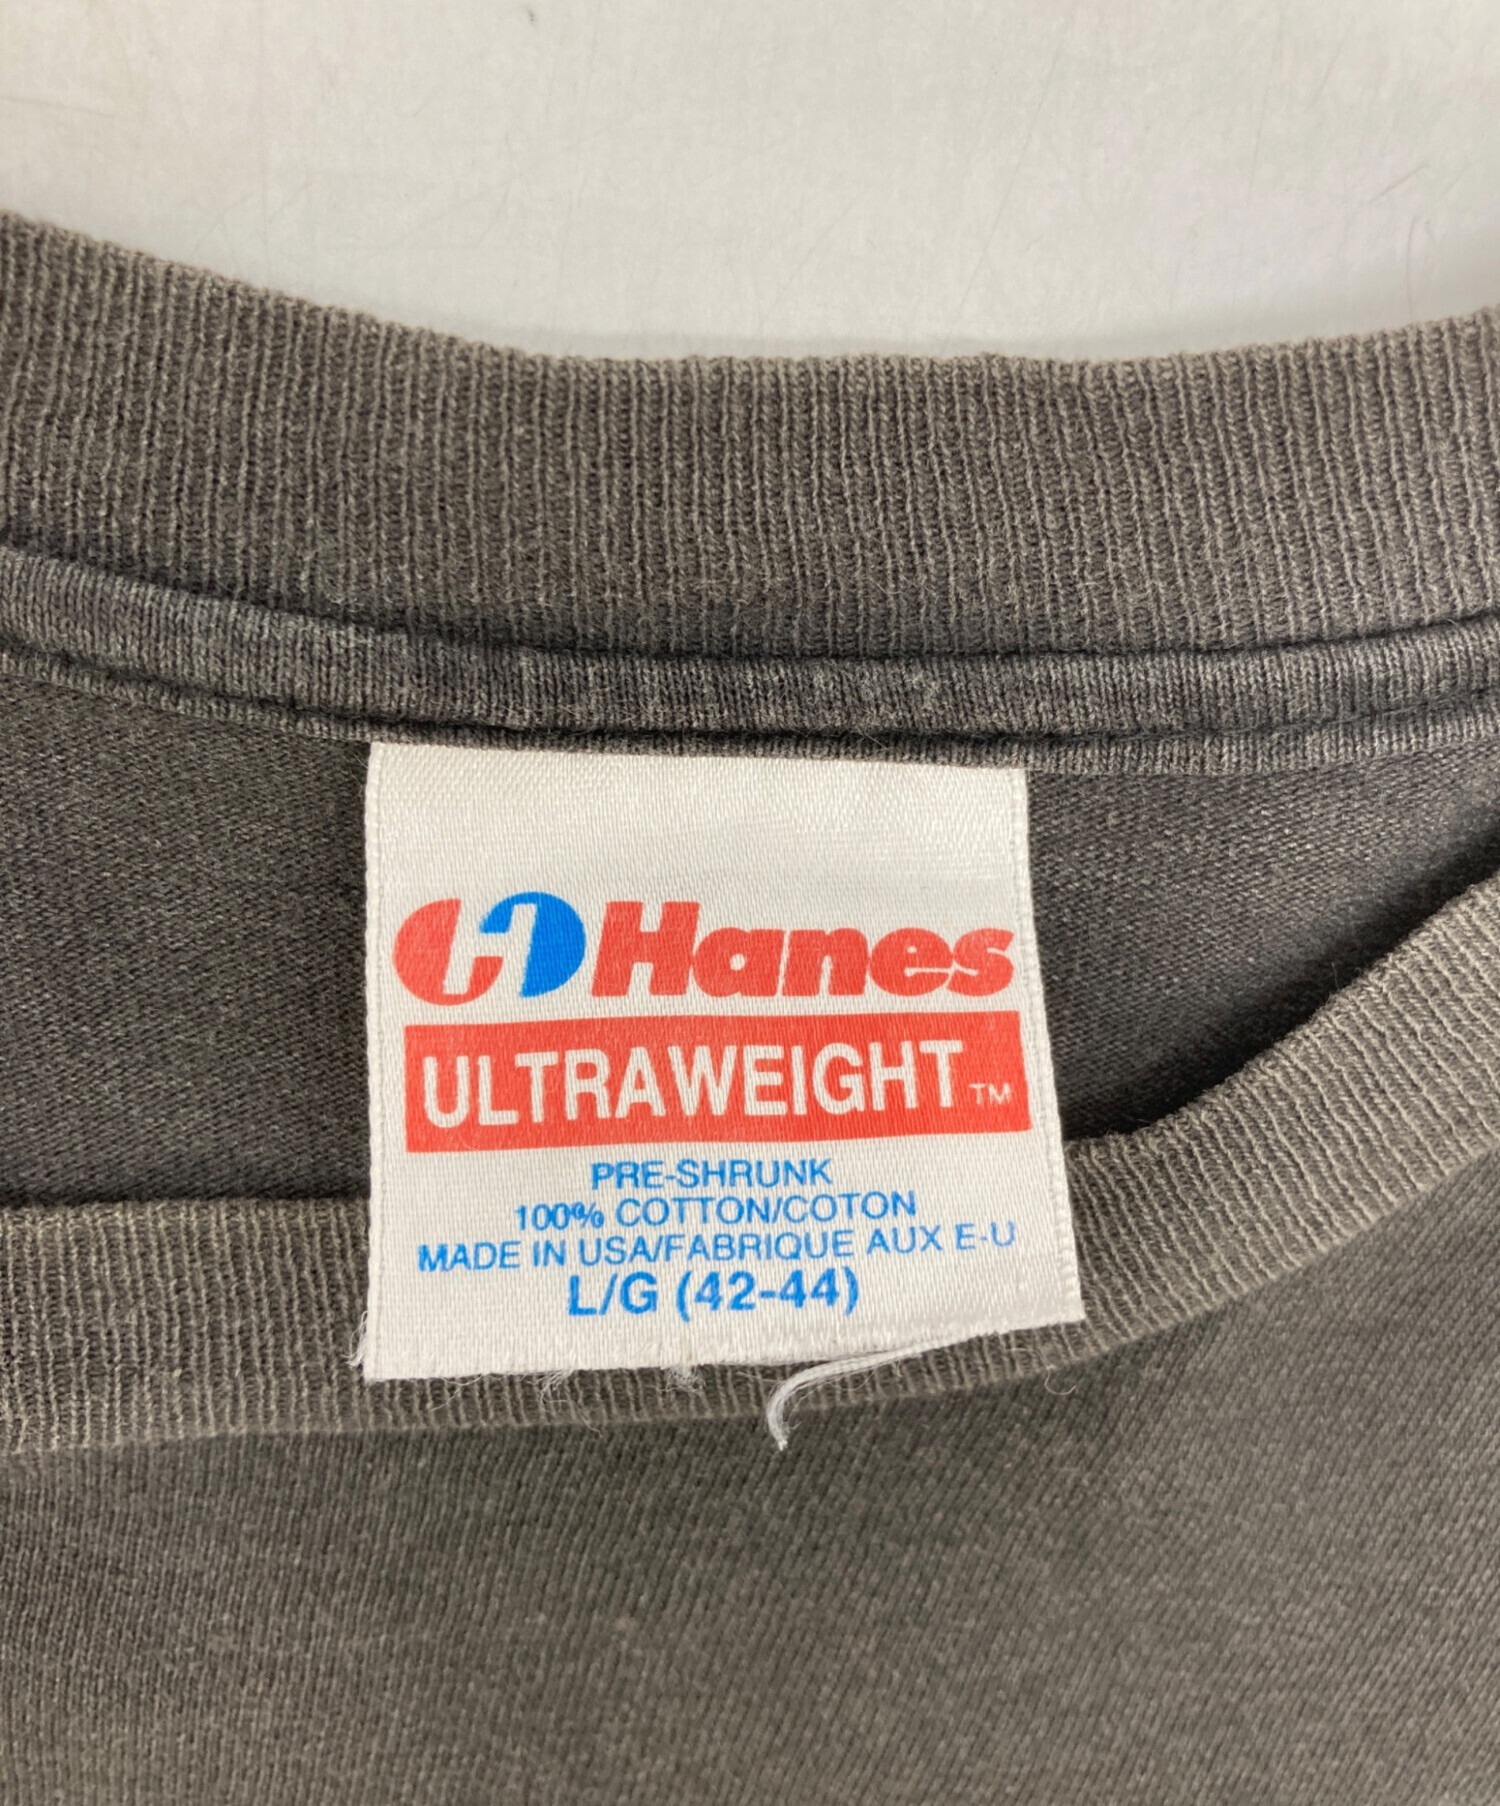 H Hanes
ULTRAWEIGHT™
PRE-SHRUNK
100% COTTON/COTON
MADE IN USA/FABRIQUE AUX E-U
L/G (42-44)